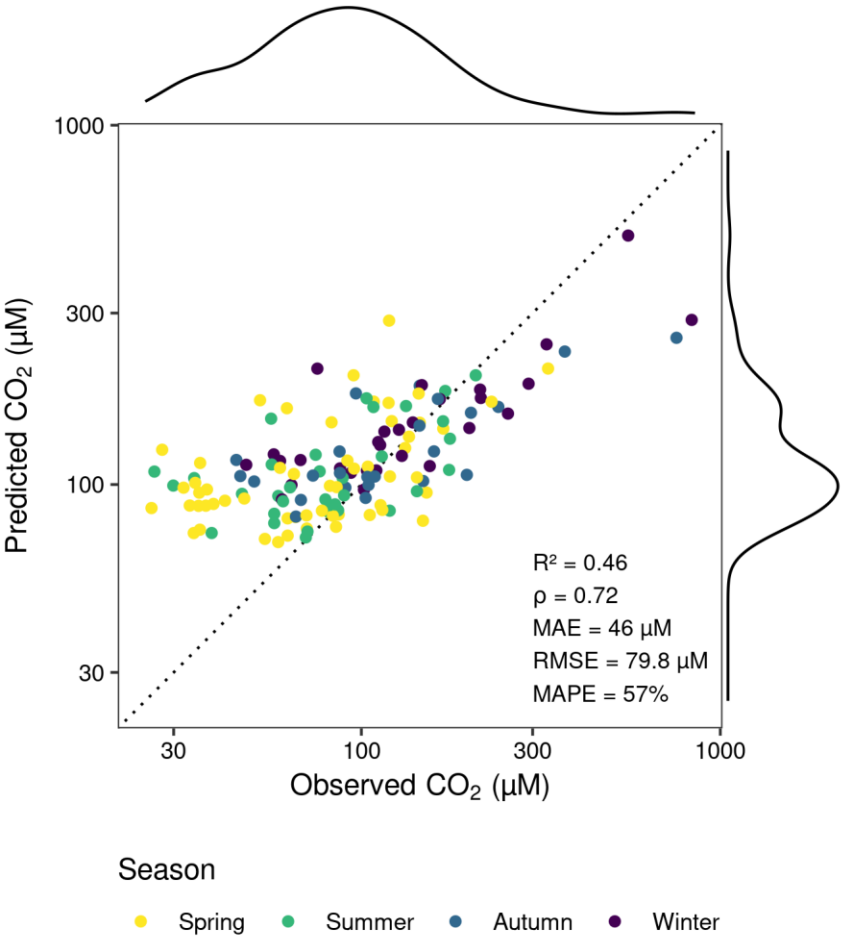 1000
300
100
30
Predicted CO₂ (µM)
R² = 0.46
ρ = 0.72
MAE = 46 µM
RMSE = 79.8 µM
MAPE = 57%
30 100 300 1000
Observed CO₂ (µM)
Season
Spring Summer Autumn Winter